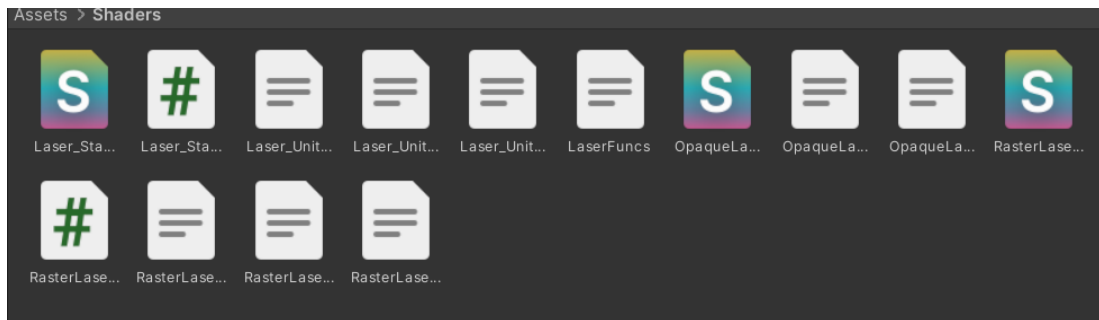 Assets > Shaders
S # S S
Laser_Sta... Laser_Sta... Laser_Unit... Laser_Unit... Laser_Unit... LaserFuncs OpaqueLa... OpaqueLa... OpaqueLa... RasterLase...
#
RasterLase... RasterLase... RasterLase... RasterLase...